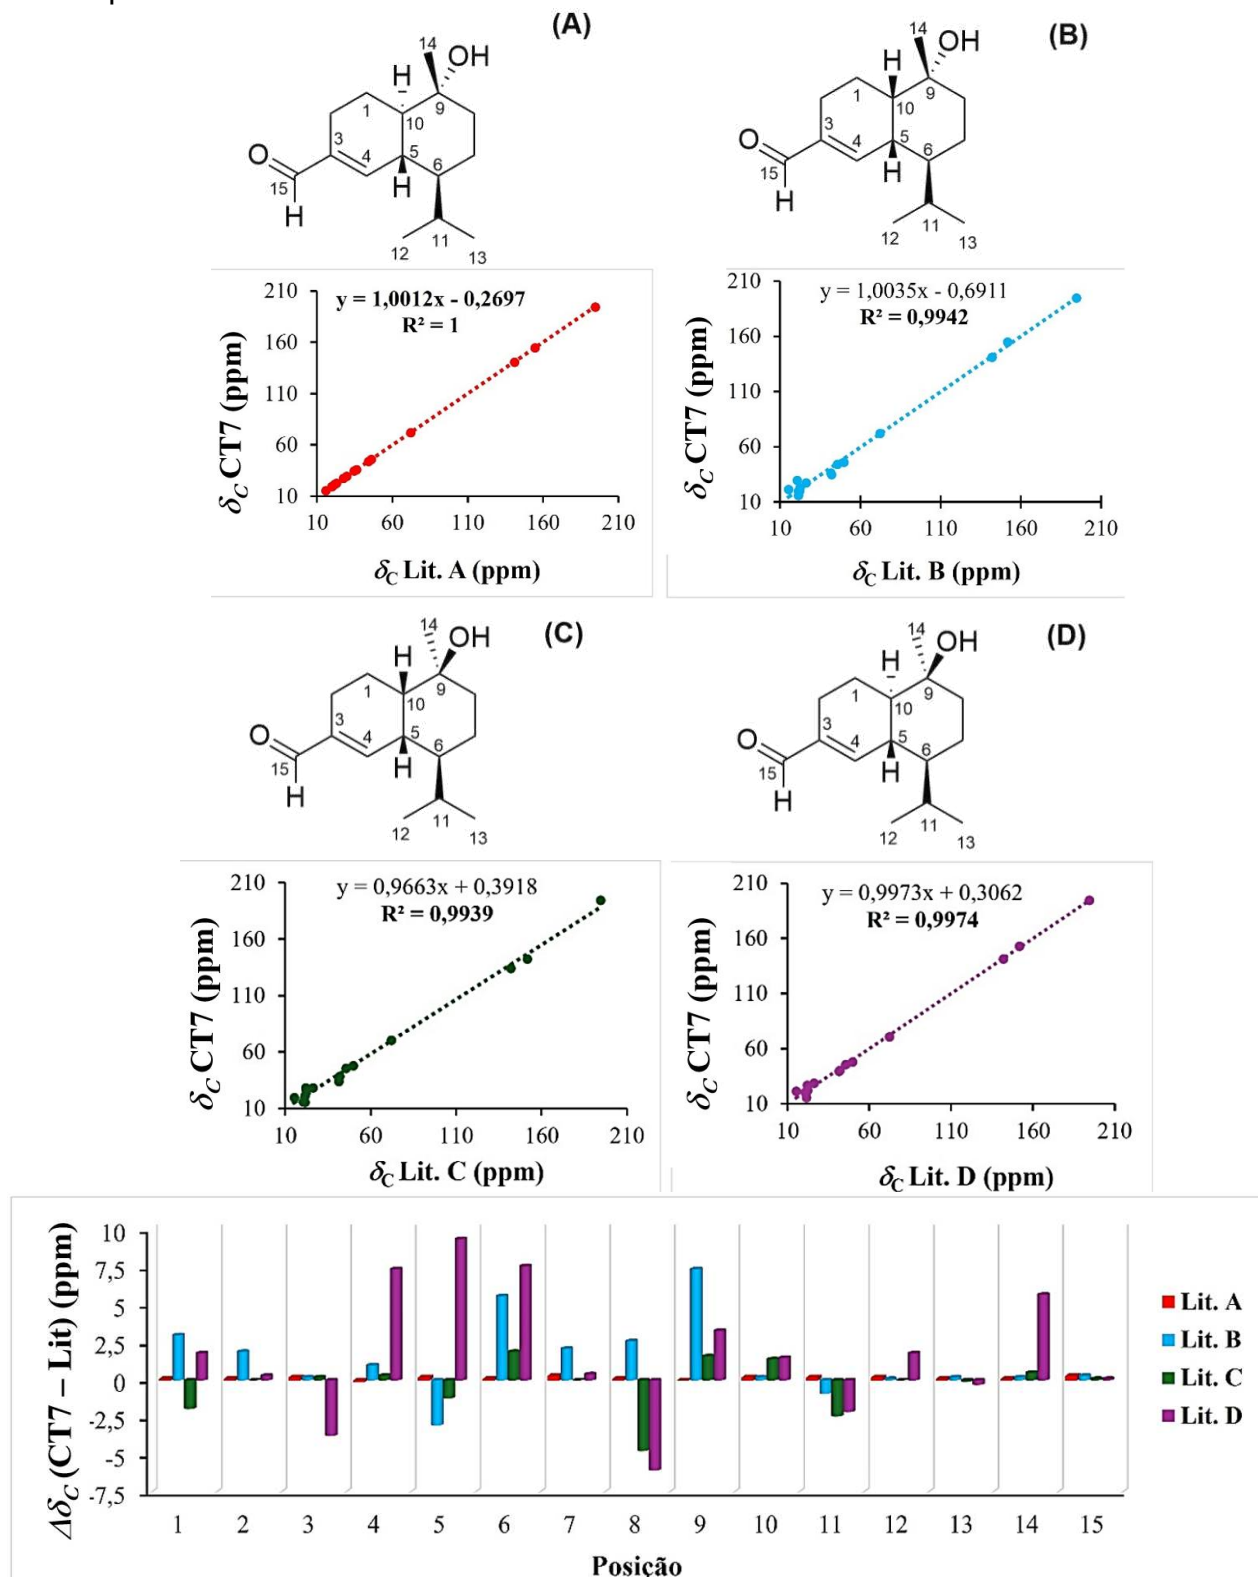 (A)
14
OH
H
1
9
10
3
4
5
6
O
15
H
H
11
12
13
(B)
14
OH
H
1
9
10
3
4
5
6
O
15
H
H
11
12
13
210
160
110
60
10
y = 1,0012x - 0,2697
R² = 1
δC CT7 (ppm)
10 60 110 160 210
δC Lit. A (ppm)
210
160
110
60
10
y = 1,0035x - 0,6911
R² = 0,9942
δC CT7 (ppm)
10 60 110 160 210
δC Lit. B (ppm)
(C)
14
OH
H
1
9
10
3
4
5
6
O
15
H
H
11
12
13
(D)
14
OH
H
1
9
10
3
4
5
6
O
15
H
H
11
12
13
210
160
110
60
10
y = 0,9663x + 0,3918
R² = 0,9939
δC CT7 (ppm)
10 60 110 160 210
δC Lit. C (ppm)
210
160
110
60
10
y = 0,9973x + 0,3062
R² = 0,9974
δC CT7 (ppm)
10 60 110 160 210
δC Lit. D (ppm)
ΔδC (CT7 – Lit) (ppm)
10
7,5
5
2,5
0
-2,5
-5
-7,5
1 2 3 4 5 6 7 8 9 10 11 12 13 14 15
Posição
Lit. A
Lit. B
Lit. C
Lit. D